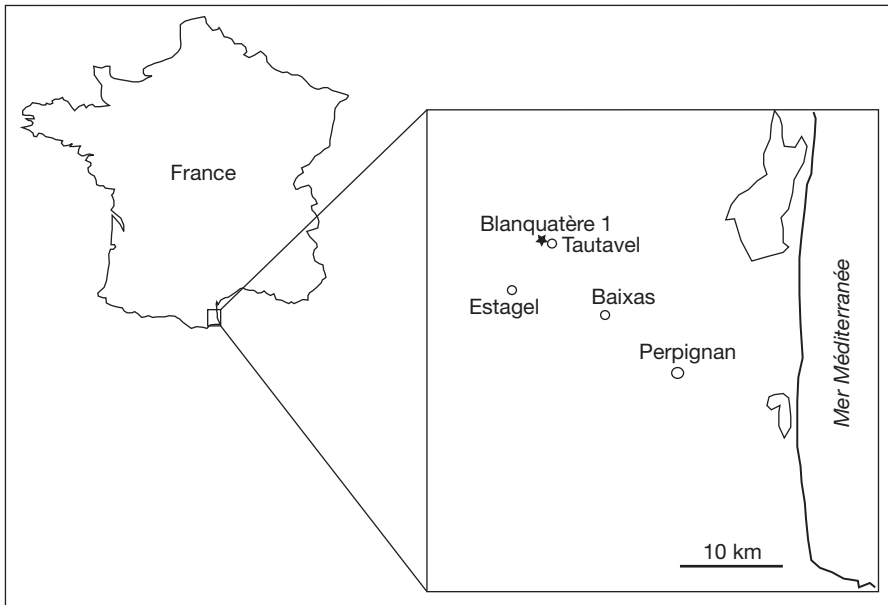 France
Blanquatère 1
Tautavel
Estagel
Baixas
Perpignan
Mer Méditerranée
10 km